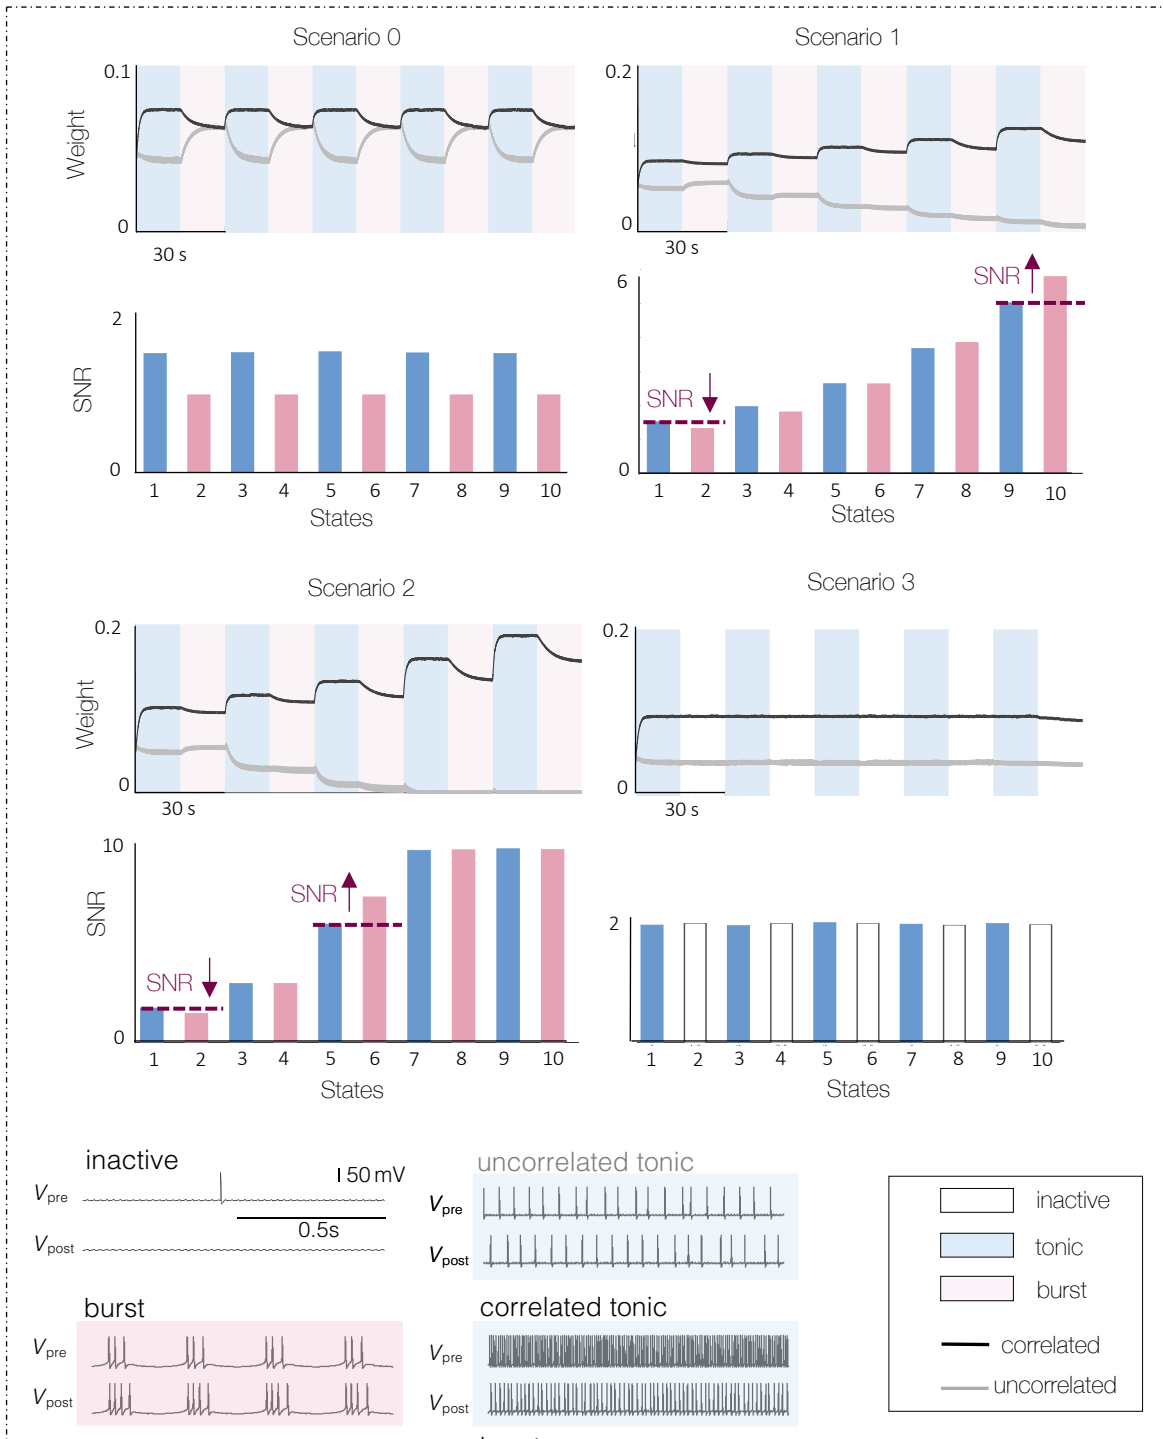 Scenario 0
Scenario 1
0.1
Weight
0
30 s
0.2
0
30 s
2
SNR
0
1 2 3 4 5 6 7 8 9 10
States
6
SNR
SNR
0
1 2 3 4 5 6 7 8 9 10
States
Scenario 2
Scenario 3
0.2
Weight
0
30 s
0.2
0
30 s
10
SNR
SNR
SNR
0
1 2 3 4 5 6 7 8 9 10
States
2
1 2 3 4 5 6 7 8 9 10
States
inactive
50 mV
Vpre
0.5s
Vpost
uncorrelated tonic
Vpre
Vpost
burst
Vpre
Vpost
correlated tonic
Vpre
Vpost
inactive
tonic
burst
correlated
uncorrelated